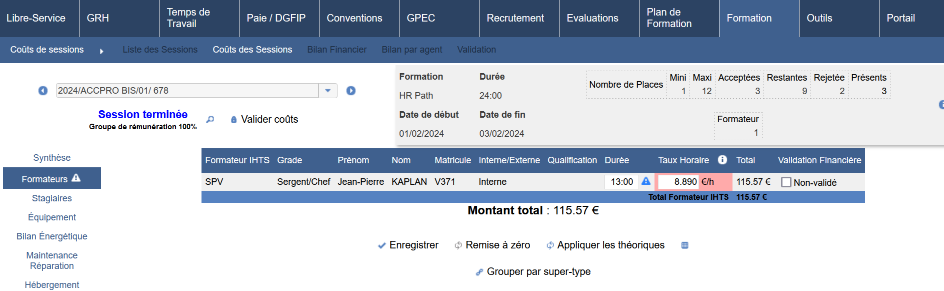 Libre-Service GRH Temps de Travail Paie / DGFIP Conventions GPEC Recrutement Evaluations Plan de Formation Formation Outils Portail
Coûts de sessions Liste des Sessions Coûts des Sessions Bilan Financier Bilan par agent Validation
2024/ACCPRO BIS/01/ 678
Session terminée
Groupe de rémunération 100%
Valider coûts
Formation Durée
HR Path 24:00
Date de début Date de fin
01/02/2024 03/02/2024
Nombre de Places Mini Maxi Acceptées Restantes Rejetée Présents
1 12 3 9 2 3
Formateur
1
Synthèse
Formateurs
Stagiaires
Équipement
Bilan Énergétique
Maintenance
Réparation
Hébergement
Formateur IHTS Grade Prénom Nom Matricule Interne/Externe Qualification Durée Taux Horaire Total Validation Financière
SPV Sergent/Chef Jean-Pierre KAPLAN V371 Interne 13:00 8.890 €/h 115.57 € Non-validé
Total Formateur IHTS 115.57 €
Montant total : 115.57 €
Enregistrer Remise à zéro Appliquer les théoriques
Grouper par super-type